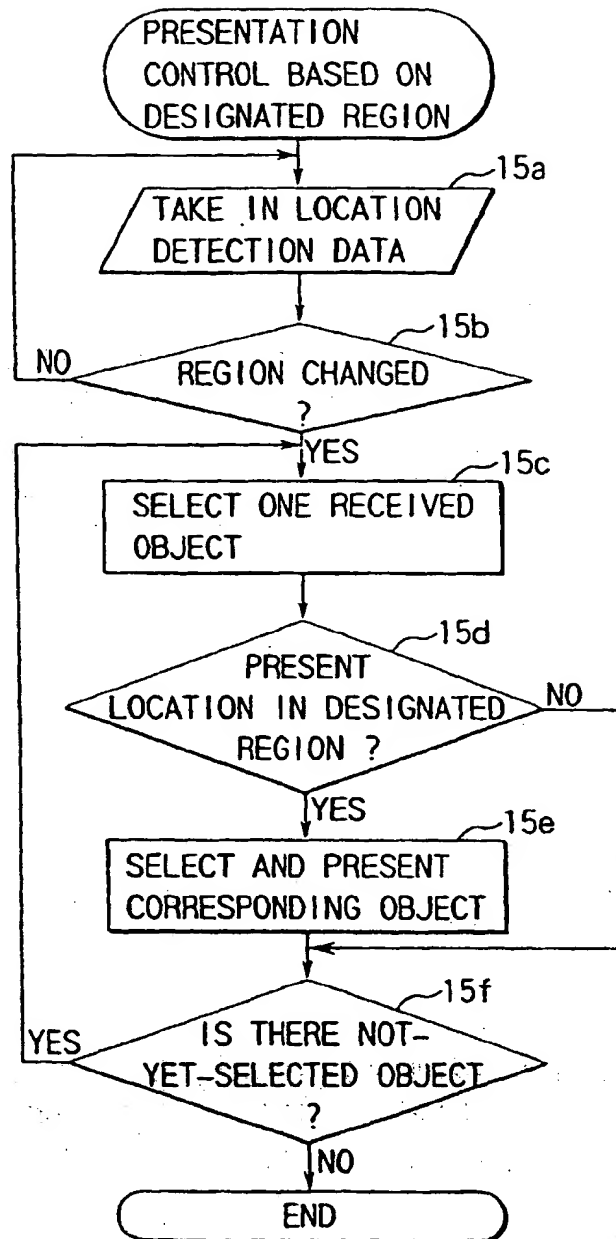 PRESENTATION
CONTROL BASED ON
DESIGNATED REGION
15a
TAKE IN LOCATION
DETECTION DATA
15b
NO
REGION CHANGED
?
YES
15c
SELECT ONE RECEIVED
OBJECT
15d
PRESENT
LOCATION IN DESIGNATED
REGION ?
NO
YES
15e
SELECT AND PRESENT
CORRESPONDING OBJECT
15f
YES
IS THERE NOT-
YET-SELECTED OBJECT
?
NO
END